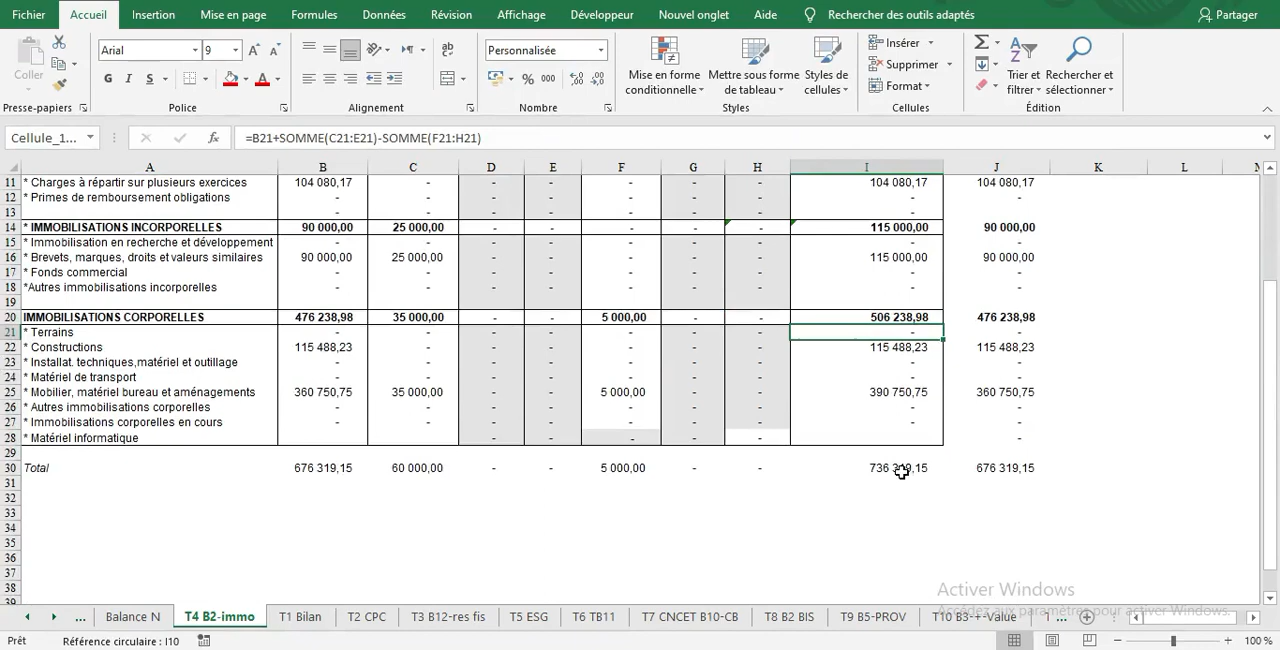 Fichier Accueil Insertion Mise en page Formules Données Révision Affichage Développeur Nouvel onglet Aide Rechercher des outils adaptés Partager
Coller Arial 9 Personnalisée Mise en forme conditionnelle Mettre sous forme de tableau Styles de cellules Insérer Supprimer Format Trier et filtrer Rechercher et sélectionner
G I S % 000
Presse-papiers Police Alignement Nombre Styles Cellules Édition
Cellule_1... fx =B21+SOMME(C21:E21)-SOMME(F21:H21)
A B C D E F G H I J K L
11 * Charges à répartir sur plusieurs exercices 104 080,17 - - - - - - 104 080,17 104 080,17
12 * Primes de remboursement obligations - - - - - - - - -
13 - - - - - - - - -
14 * IMMOBILISATIONS INCORPORELLES 90 000,00 25 000,00 - - - - - 115 000,00 90 000,00
15 * Immobilisation en recherche et développement - - - - - - - - -
16 * Brevets, marques, droits et valeurs similaires 90 000,00 25 000,00 - - - - - 115 000,00 90 000,00
17 * Fonds commercial - - - - - - - - -
18 *Autres immobilisations incorporelles - - - - - - - - -
19
20 IMMOBILISATIONS CORPORELLES 476 238,98 35 000,00 - - 5 000,00 - - 506 238,98 476 238,98
21 * Terrains - - - - - - - - -
22 * Constructions 115 488,23 - - - - - - 115 488,23 115 488,23
23 * Installat. techniques,matériel et outillage - - - - - - - - -
24 * Matériel de transport - - - - - - - - -
25 * Mobilier, matériel bureau et aménagements 360 750,75 35 000,00 - - 5 000,00 - - 390 750,75 360 750,75
26 * Autres immobilisations corporelles - - - - - - - - -
27 * Immobilisations corporelles en cours - - - - - - - - -
28 * Matériel informatique - - - - - -
29
30 Total 676 319,15 60 000,00 - - 5 000,00 - - 736 319,15 676 319,15
31
32
33
34
35
36
37
38
39
Activer Windows
Accédez aux paramètres pour activer Windows.
... Balance N T4 B2-immo T1 Bilan T2 CPC T3 B12-res fis T5 ESG T6 TB11 T7 CNCET B10-CB T8 B2 BIS T9 B5-PROV T10 B3-+-Value ...
Prêt Référence circulaire : I10 100 %